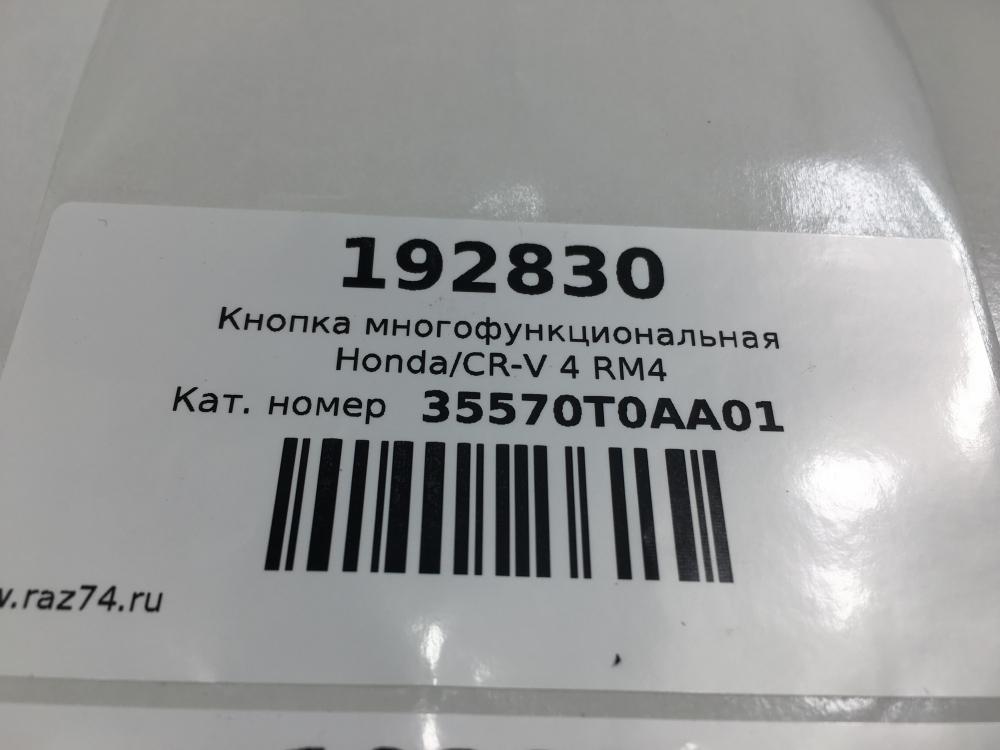 192830
Кнопка многофункциональная
Honda/CR-V 4 RM4
Кат. номер 35570T0AA01
.raz74.ru